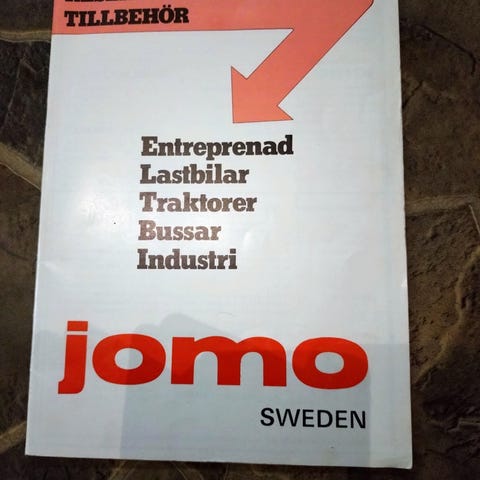 TILLBEHÖR
Entreprenad
Lastbilar
Traktorer
Bussar
Industri
jomo
SWEDEN